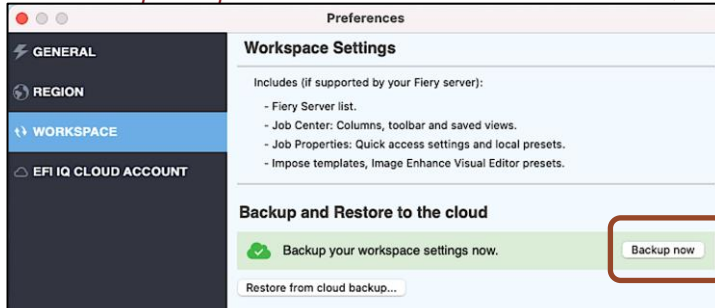 Preferences
GENERAL
REGION
WORKSPACE
EFI IQ CLOUD ACCOUNT
Workspace Settings
Includes (if supported by your Fiery server):
- Fiery Server list.
- Job Center: Columns, toolbar and saved views.
- Job Properties: Quick access settings and local presets.
- Impose templates, Image Enhance Visual Editor presets.
Backup and Restore to the cloud
Backup your workspace settings now.
Backup now
Restore from cloud backup...